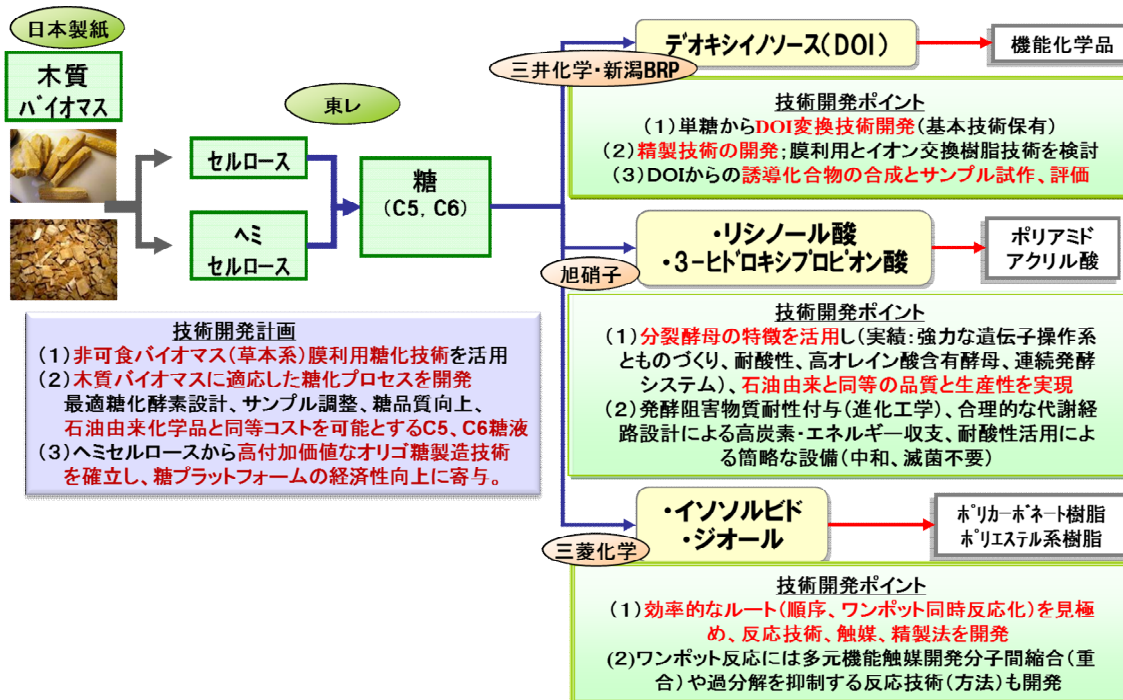 日本製紙
木質
バイオマス
東レ
セルロース
ヘミ
セルロース
糖
(C5, C6)
技術開発計画
(1)非可食バイオマス(草本系)膜利用糖化技術を活用
(2)木質バイオマスに適応した糖化プロセスを開発
最適糖化酵素設計、サンプル調整、糖品質向上、
石油由来化学品と同等コストを可能とするC5、C6糖液
(3)ヘミセルロースから高付加価値なオリゴ糖製造技術
を確立し、糖プラットフォームの経済性向上に寄与。
デオキシイノソース(DOI)
機能化学品
三井化学・新潟BRP
技術開発ポイント
(1)単糖からDOI変換技術開発(基本技術保有)
(2)精製技術の開発;膜利用とイオン交換樹脂技術を検討
(3)DOIからの誘導化合物の合成とサンプル試作、評価
・リシノール酸
・3-ヒドロキシプロピオン酸
ポリアミド
アクリル酸
旭硝子
技術開発ポイント
(1)分裂酵母の特徴を活用し(実績:強力な遺伝子操作系
とものづくり、耐酸性、高オレイン酸含有酵母、連続発酵
システム)、石油由来と同等の品質と生産性を実現
(2)発酵阻害物質耐性付与(進化工学)、合理的な代謝経
路設計による高炭素・エネルギー収支、耐酸性活用によ
る簡略な設備(中和、滅菌不要)
・イソソルビド
・ジオール
ポリカーボネート樹脂
ポリエステル系樹脂
三菱化学
技術開発ポイント
(1)効率的なルート(順序、ワンポット同時反応化)を見極
め、反応技術、触媒、精製法を開発
(2)ワンポット反応には多元機能触媒開発分子間縮合(重
合)や過分解を抑制する反応技術(方法)も開発